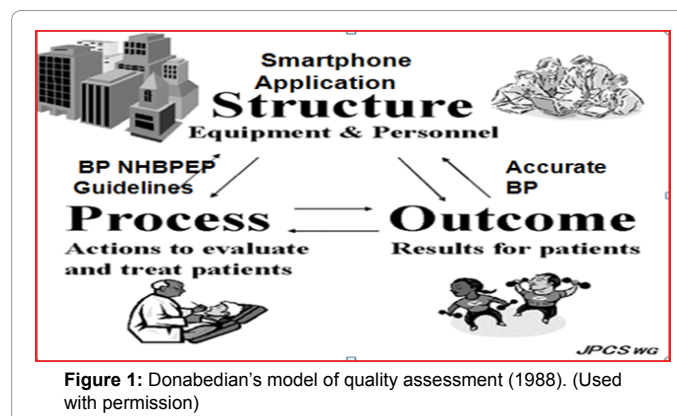 Smartphone
Application
Structure
Equipment & Personnel
BP NHBPEP
Guidelines
Accurate
BP
Process
Outcome
Actions to evaluate
and treat patients
Results for patients
JPCS WG
Figure 1: Donabedian's model of quality assessment (1988). (Used
with permission)